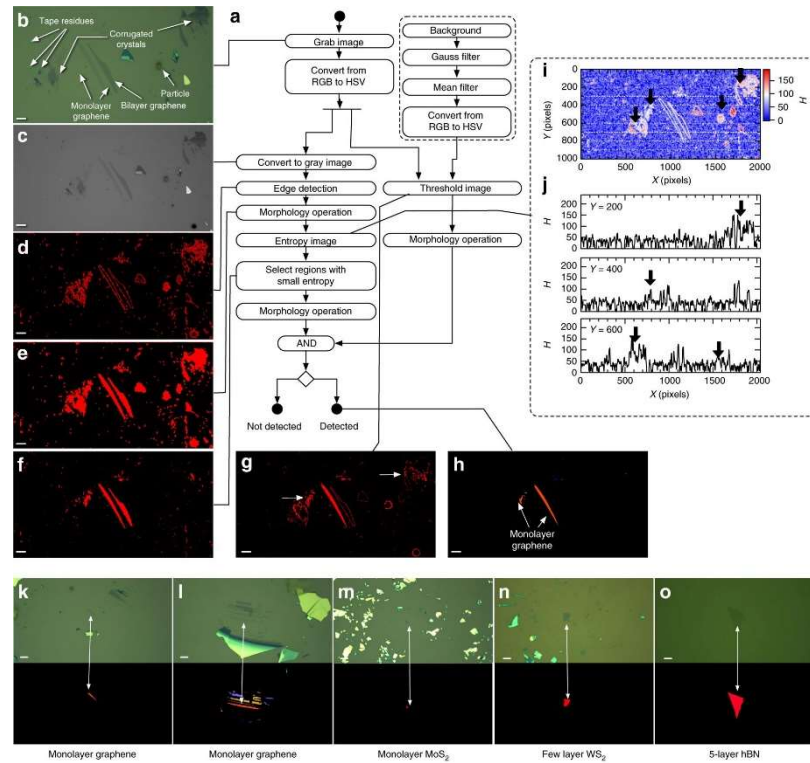 a
b
Tape residues
Corrugated
crystals
Monolayer
graphene
Bilayer graphene
Particle
Grab image
Convert from
RGB to HSV
Background
Gauss filter
Mean filter
Convert from
RGB to HSV
c
Convert to gray image
Edge detection
Threshold image
Morphology operation
Entropy image
Morphology operation
Select regions with
small entropy
Morphology operation
AND
Not detected
Detected
d
e
f
g
h
Monolayer
graphene
i
0
200
400
600
800
1000
Y (pixels)
0 500 1000 1500 2000
X (pixels)
150
100
50
0
H
j
Y = 200
H
200
150
100
50
0
Y = 400
H
200
150
100
50
0
Y = 600
H
200
150
100
50
0
0 500 1000 1500 2000
X (pixels)
k
l
m
n
o
Monolayer graphene
Monolayer graphene
Monolayer MoS2
Few layer WS2
5-layer hBN